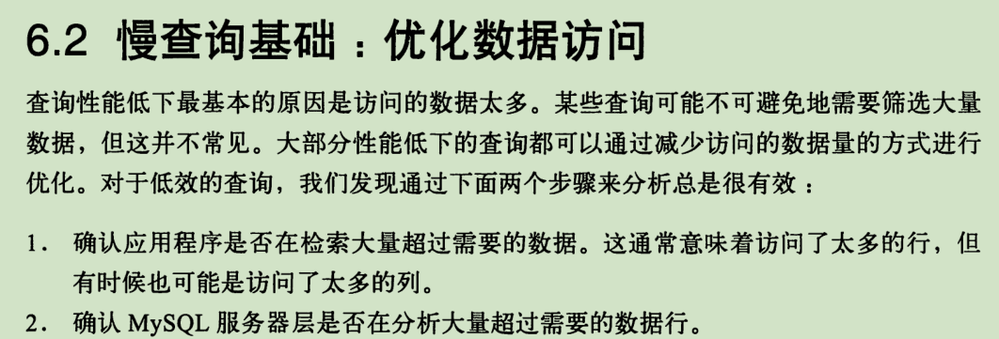 6.2 慢查询基础：优化数据访问
查询性能低下最基本的原因是访问的数据太多。某些查询可能不可避免地需要筛选大量
数据，但这并不常见。大部分性能低下的查询都可以通过减少访问的数据量的方式进行
优化。对于低效的查询，我们发现通过下面两个步骤来分析总是很有效：
1. 确认应用程序是否在检索大量超过需要的数据。这通常意味着访问了太多的行，但
有时候也可能是访问了太多的列。
2. 确认 MySQL 服务器层是否在分析大量超过需要的数据行。